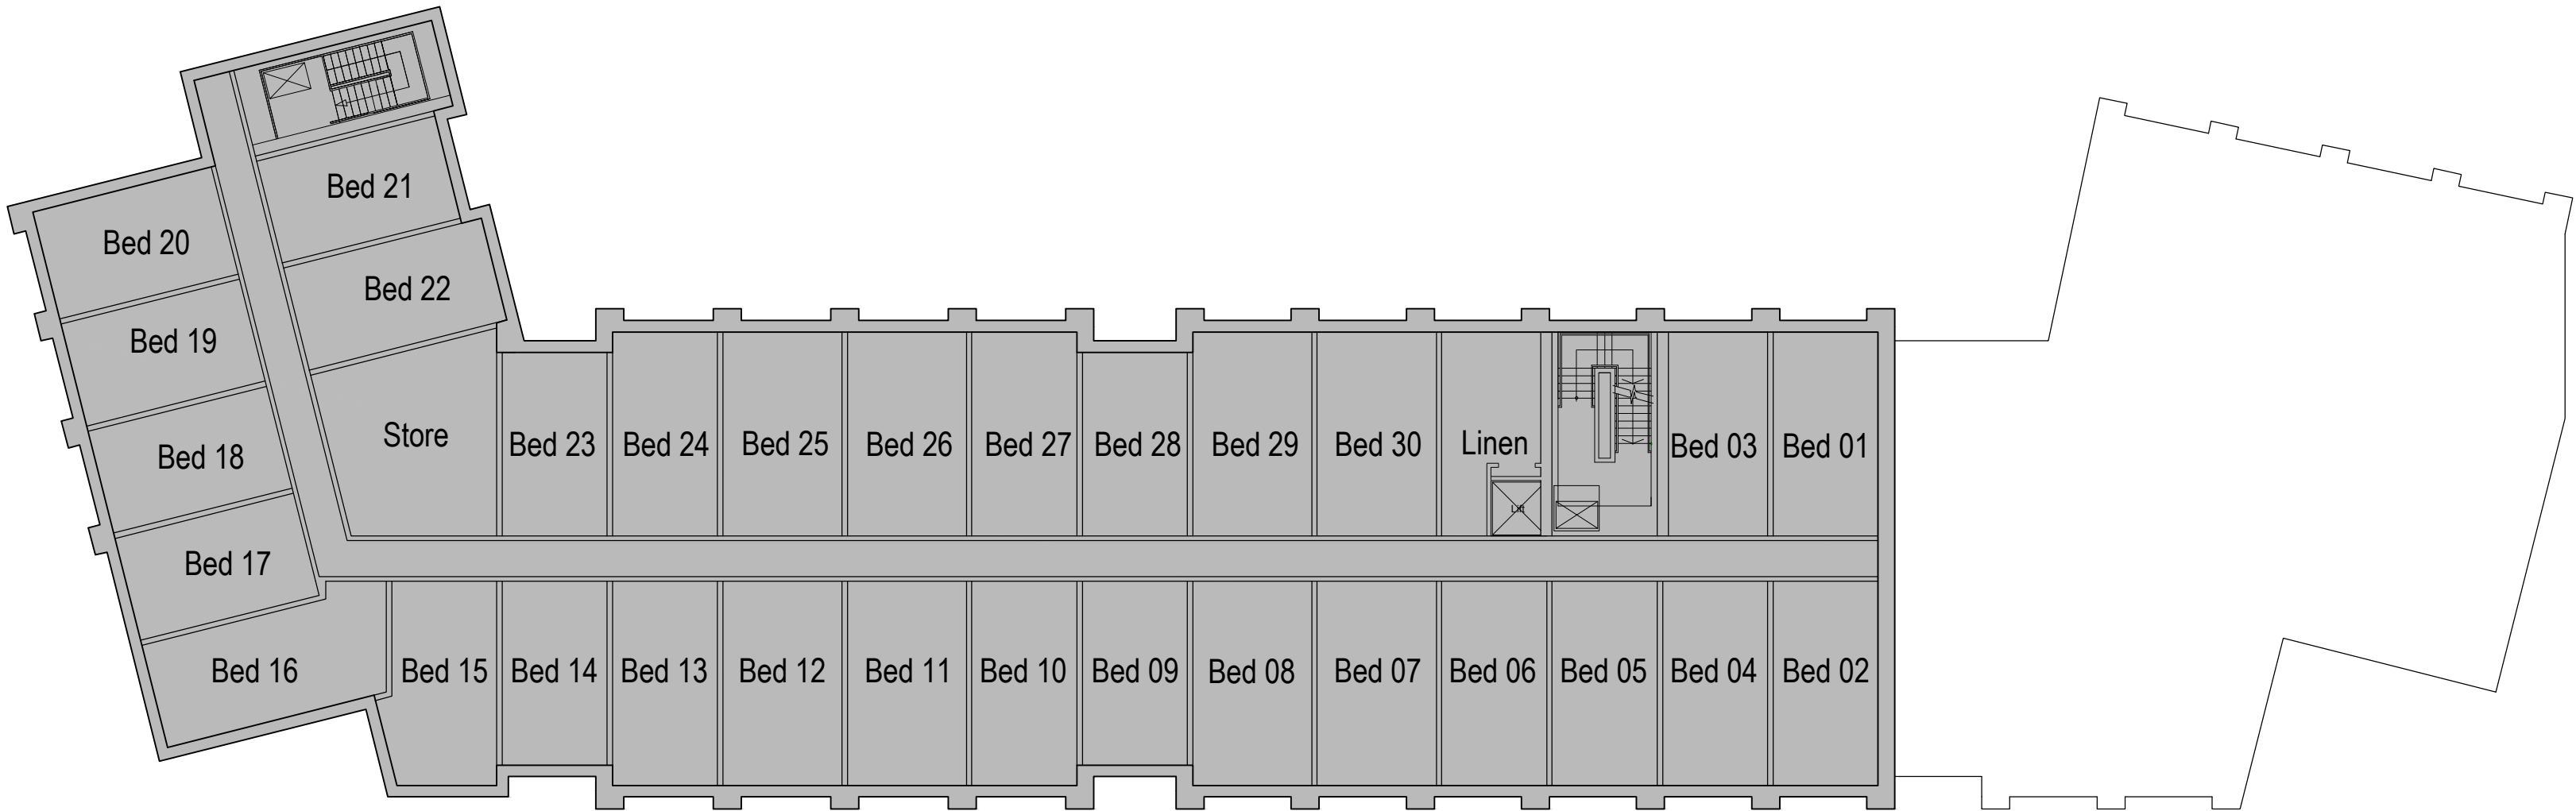 Bed 21
Bed 20
Bed 22
Bed 19
Store
Bed 18
Bed 23
Bed 24
Bed 25
Bed 26
Bed 27
Bed 28
Bed 29
Bed 30
Linen
Lift
Bed 03
Bed 01
Bed 17
Bed 16
Bed 15
Bed 14
Bed 13
Bed 12
Bed 11
Bed 10
Bed 09
Bed 08
Bed 07
Bed 06
Bed 05
Bed 04
Bed 02